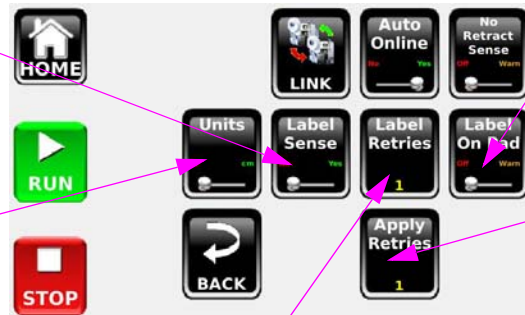 HOME
LINK
Auto
Online
No Yes
No
Retract
Sense
Off Warn
RUN
Units
cm
Label
Sense
Yes
Label
Retries
1
Label
On Pad
Off Warn
STOP
BACK
Apply
Retries
1